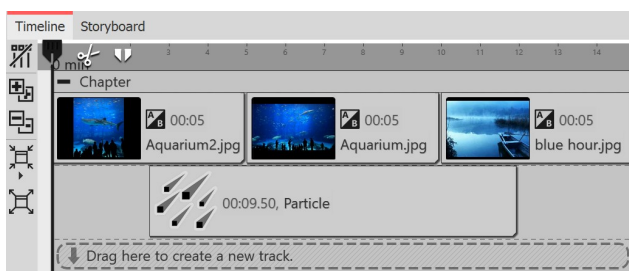 Timeline Storyboard
0 min 3 4 5 6 7 8 9 10 11 12 13 14
Chapter
A B 00:05 A B 00:05 A B 00:05
Aquarium2.jpg Aquarium.jpg blue hour.jpg
00:09.50, Particle
Drag here to create a new track.